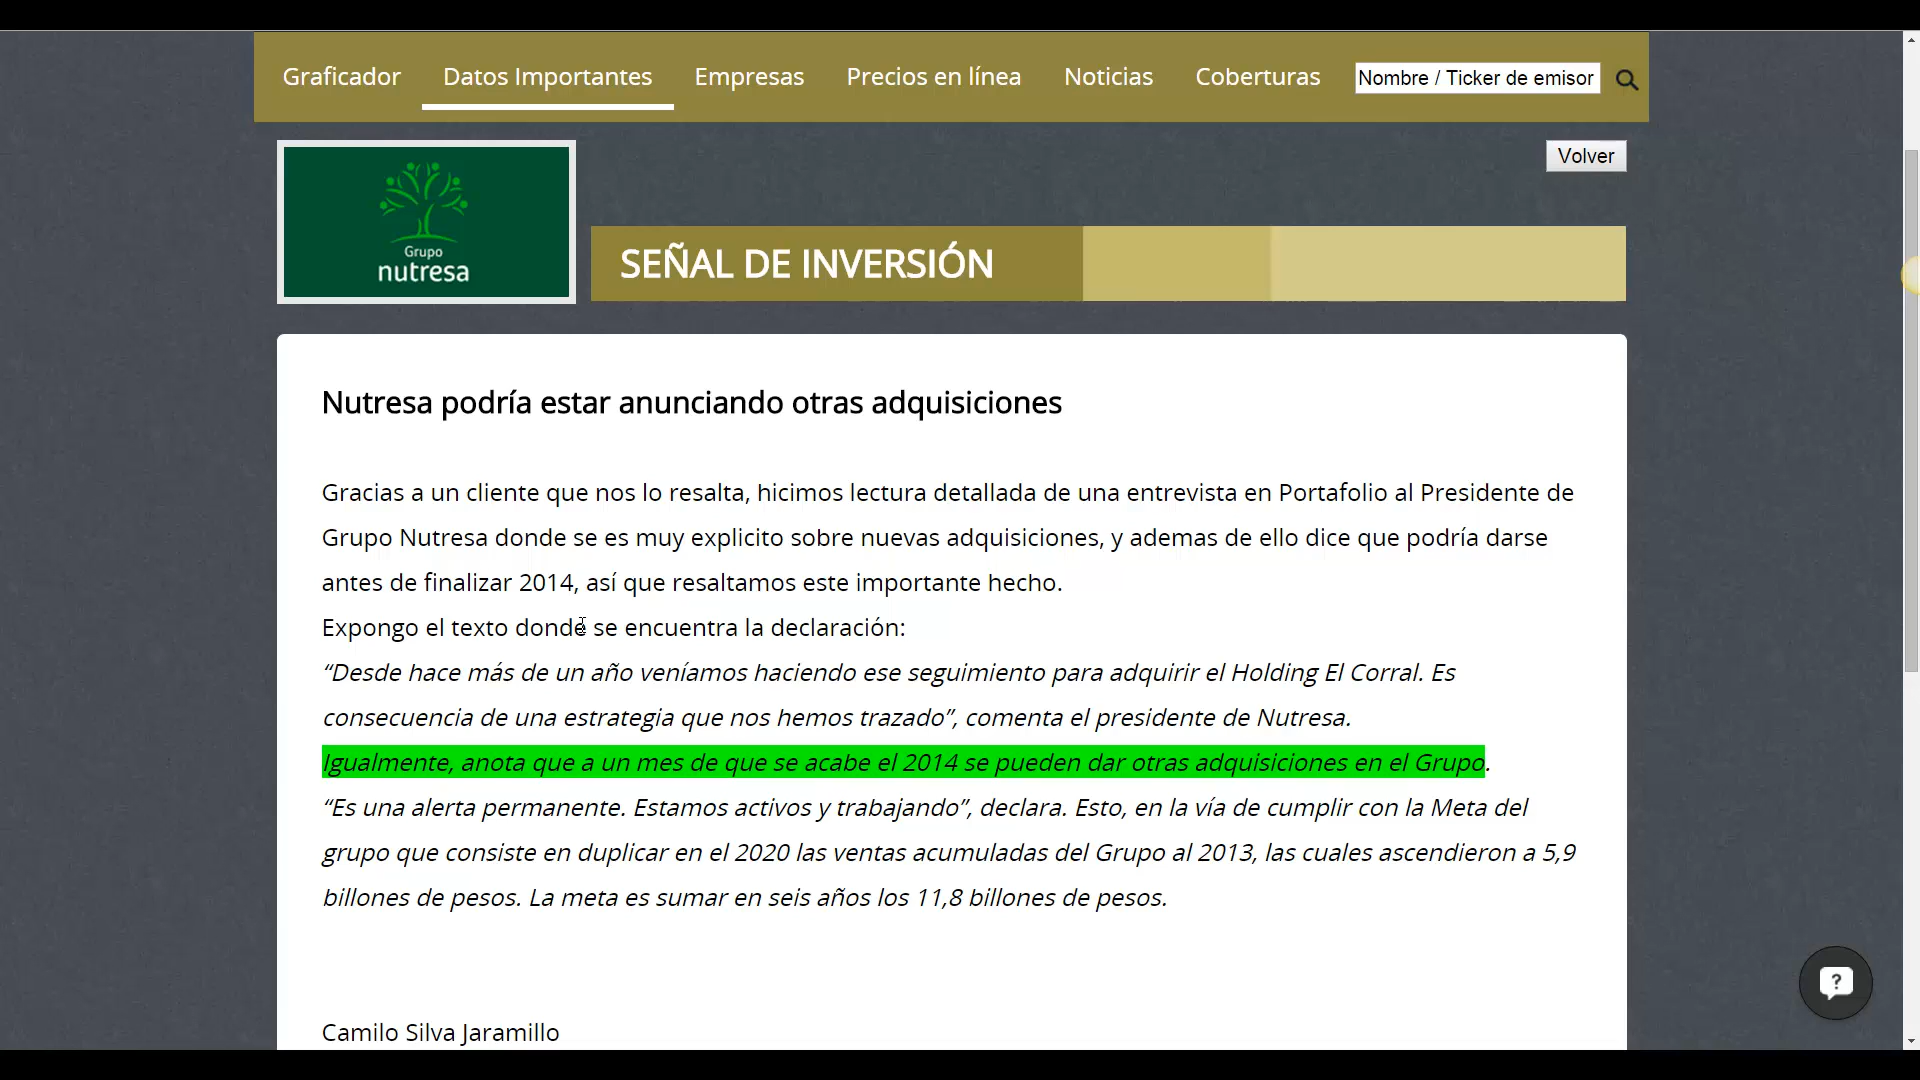 Graficador Datos Importantes Empresas Precios en línea Noticias Coberturas Nombre / Ticker de emisor
Volver
Grupo
nutresa
SEÑAL DE INVERSIÓN
Nutresa podría estar anunciando otras adquisiciones
Gracias a un cliente que nos lo resalta, hicimos lectura detallada de una entrevista en Portafolio al Presidente de
Grupo Nutresa donde se es muy explicito sobre nuevas adquisiciones, y ademas de ello dice que podría darse
antes de finalizar 2014, así que resaltamos este importante hecho.
Expongo el texto donde se encuentra la declaración:
“Desde hace más de un año veníamos haciendo ese seguimiento para adquirir el Holding El Corral. Es
consecuencia de una estrategia que nos hemos trazado”, comenta el presidente de Nutresa.
Igualmente, anota que a un mes de que se acabe el 2014 se pueden dar otras adquisiciones en el Grupo.
“Es una alerta permanente. Estamos activos y trabajando”, declara. Esto, en la vía de cumplir con la Meta del
grupo que consiste en duplicar en el 2020 las ventas acumuladas del Grupo al 2013, las cuales ascendieron a 5,9
billones de pesos. La meta es sumar en seis años los 11,8 billones de pesos.
?
Camilo Silva Jaramillo